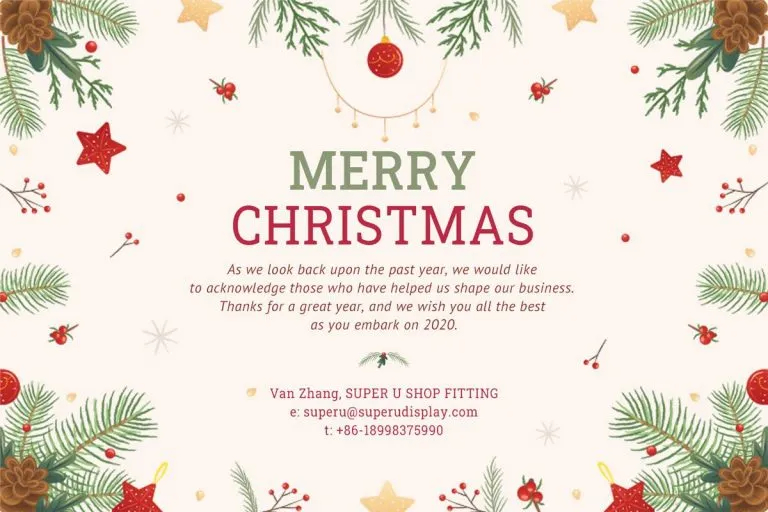 MERRY
CHRISTMAS
As we look back upon the past year, we would like
to acknowledge those who have helped us shape our business.
Thanks for a great year, and we wish you all the best
as you embark on 2020.
Van Zhang, SUPER U SHOP FITTING
e: superu@superudisplay.com
t: +86-18998375990